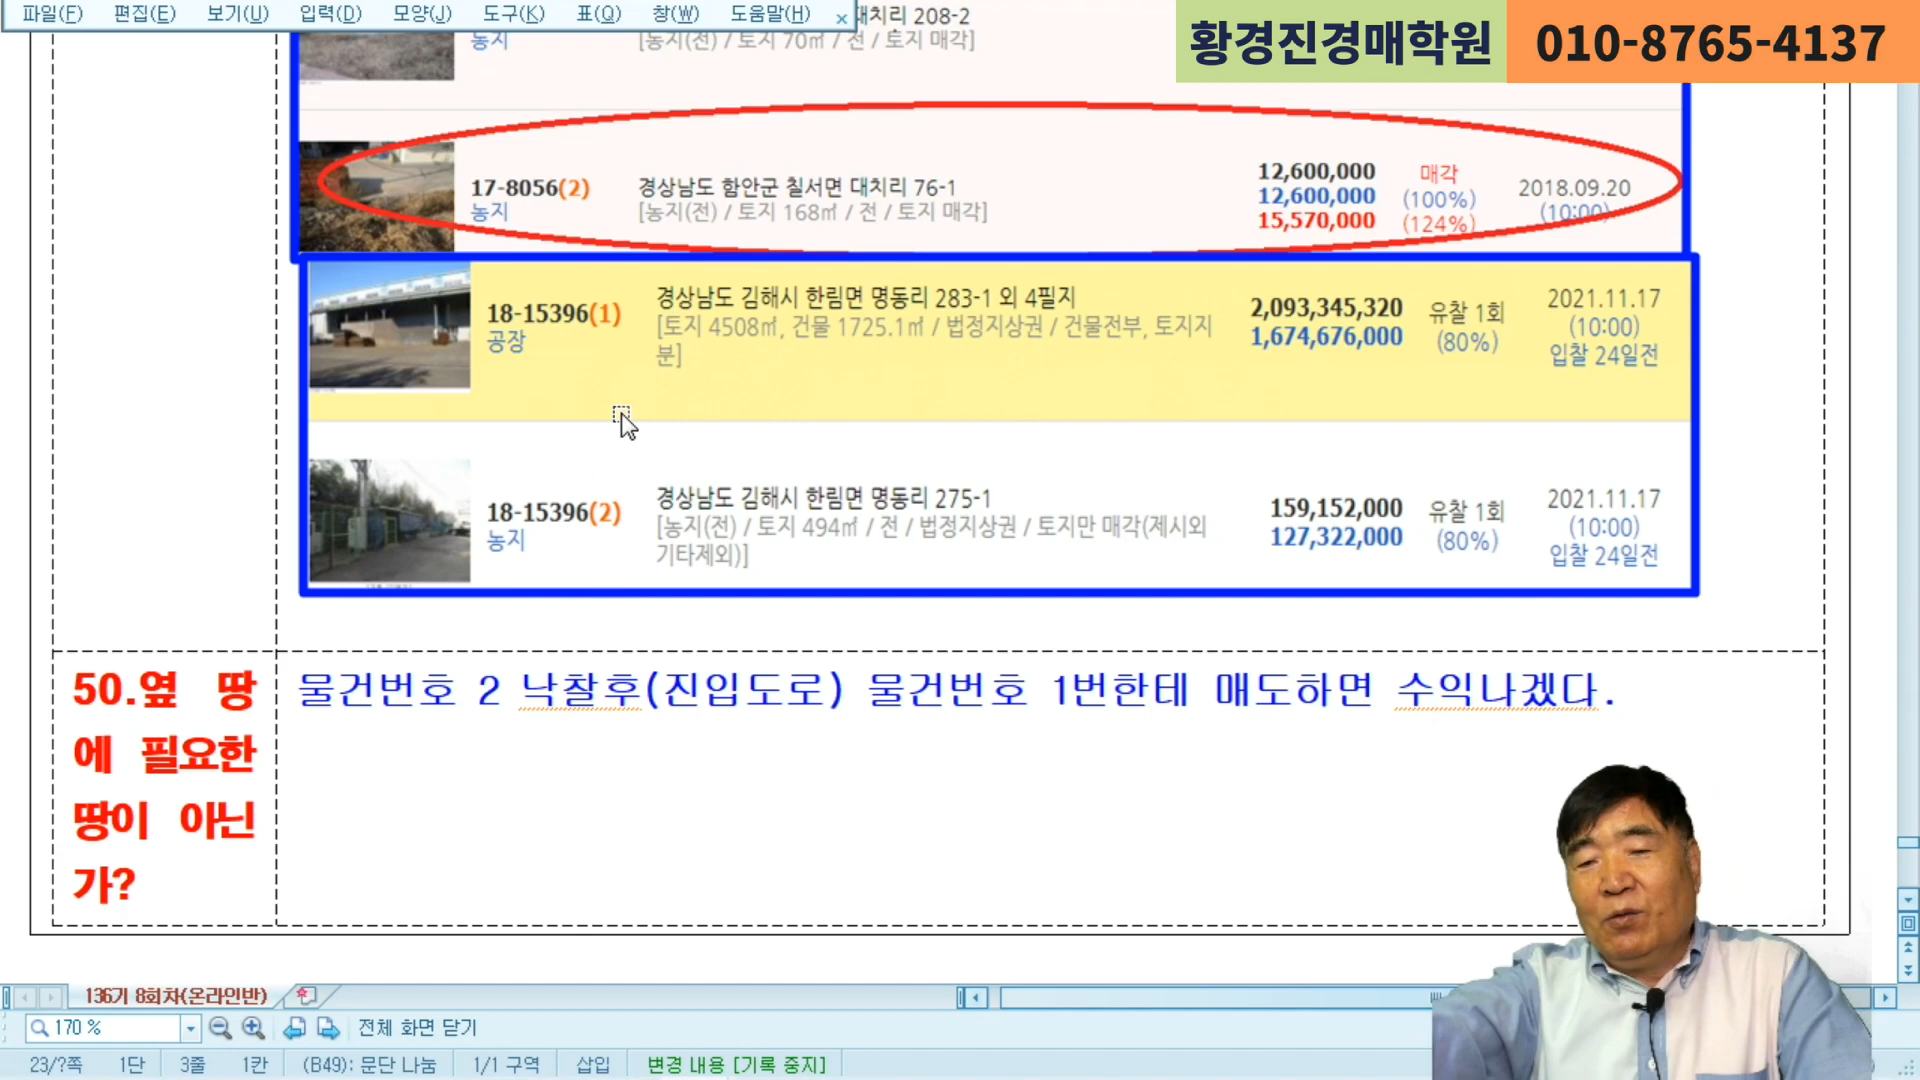 파일(F) 편집(E) 보기(U) 입력(D) 모양(J) 도구(K) 표(Q) 창(W) 도움말(H) x
황경진경매학원 010-8765-4137
대치리 208-2
농지 [농지(전) / 토지 70㎡ / 전 / 토지 매각]
17-8056(2) 경상남도 함안군 칠서면 대치리 76-1 12,600,000 매각 2018.09.20
농지 [농지(전) / 토지 168㎡ / 전 / 토지 매각] 12,600,000 (100%) (10:00)
15,570,000 (124%)
18-15396(1) 경상남도 김해시 한림면 명동리 283-1 외 4필지 2,093,345,320 유찰 1회 2021.11.17
공장 [토지 4508㎡, 건물 1725.1㎡ / 법정지상권 / 건물전부, 토지지 1,674,676,000 (80%) (10:00)
분] 입찰 24일전
18-15396(2) 경상남도 김해시 한림면 명동리 275-1 159,152,000 유찰 1회 2021.11.17
농지 [농지(전) / 토지 494㎡ / 전 / 법정지상권 / 토지만 매각(제시외 127,322,000 (80%) (10:00)
기타제외)] 입찰 24일전
50.옆 땅
에 필요한
땅이 아닌
가?
물건번호 2 낙찰후(진입도로) 물건번호 1번한테 매도하면 수익나겠다.
136기 8회차(온라인반)
170 % 전체 화면 닫기
23/?쪽 1단 3줄 1칸 (B49): 문단 나눔 1/1 구역 삽입 변경 내용 [기록 중지]